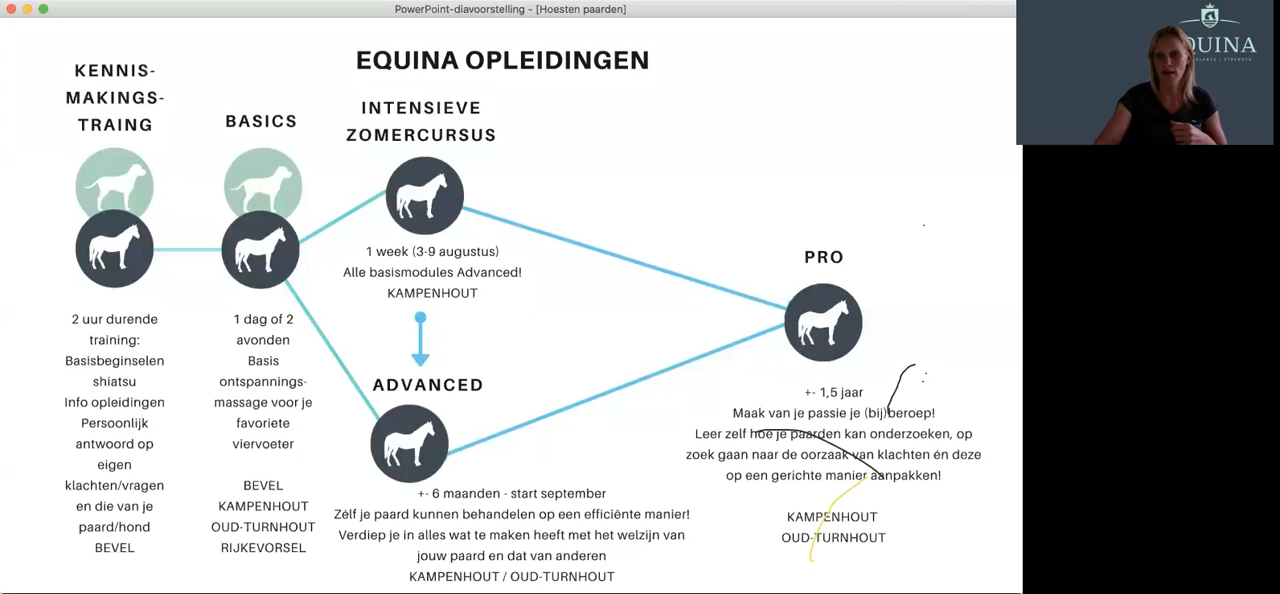 PowerPoint-diavoorstelling – [Hoesten paarden]
EQUINA OPLEIDINGEN
KENNIS-
MAKINGS-
TRAING
BASICS
INTENSIEVE
ZOMERCURSUS
1 week (3-9 augustus)
Alle basismodules Advanced!
KAMPENHOUT
2 uur durende
training:
Basisbeginselen
shiatsu
Info opleidingen
Persoonlijk
antwoord op
eigen
klachten/vragen
en die van je
paard/hond
BEVEL
1 dag of 2
avonden
Basis
ontspannings-
massage voor je
favoriete
viervoeter
BEVEL
KAMPENHOUT
OUD-TURNHOUT
RIJKEVORSEL
ADVANCED
+- 6 maanden - start september
Zélf je paard kunnen behandelen op een efficiënte manier!
Verdiep je in alles wat te maken heeft met het welzijn van
jouw paard en dat van anderen
KAMPENHOUT / OUD-TURNHOUT
PRO
+- 1,5 jaar
Maak van je passie je (bij)beroep!
Leer zelf hoe je paarden kan onderzoeken, op
zoek gaan naar de oorzaak van klachten én deze
op een gerichte manier aanpakken!
KAMPENHOUT
OUD-TURNHOUT
QUINA
STRENGTH